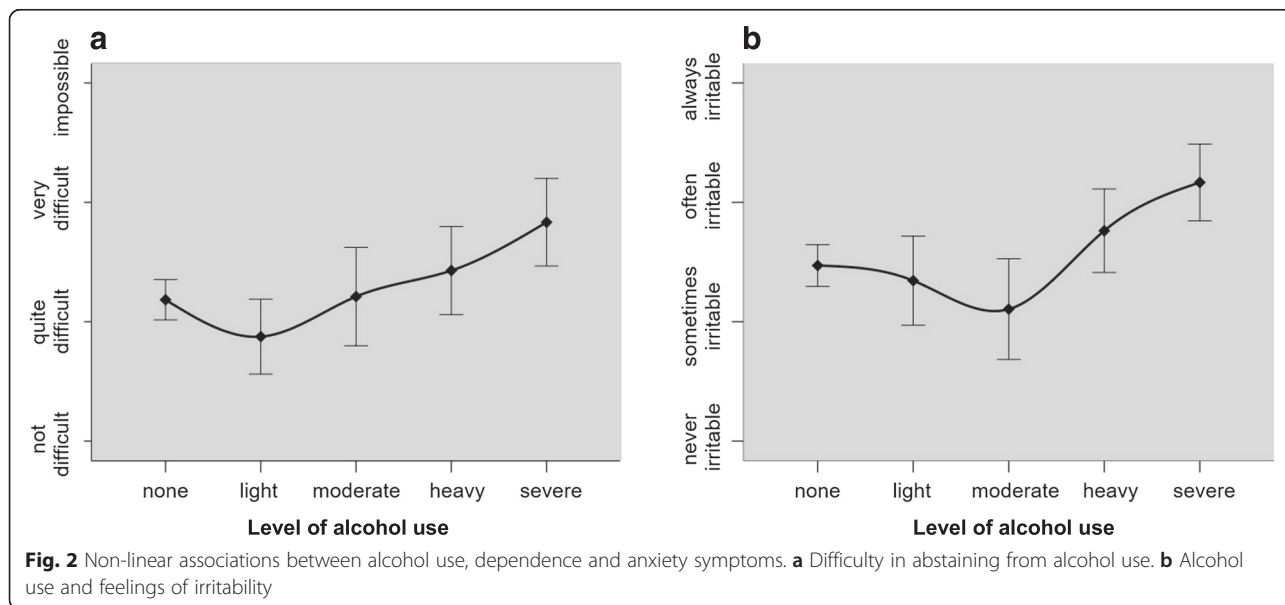 a
impossible
very
difficult
quite
difficult
not
difficult
none light moderate heavy severe
Level of alcohol use
b
always
irritable
often
irritable
sometimes
irritable
never
irritable
none light moderate heavy severe
Level of alcohol use
Fig. 2 Non-linear associations between alcohol use, dependence and anxiety symptoms. a Difficulty in abstaining from alcohol use. b Alcohol
use and feelings of irritability